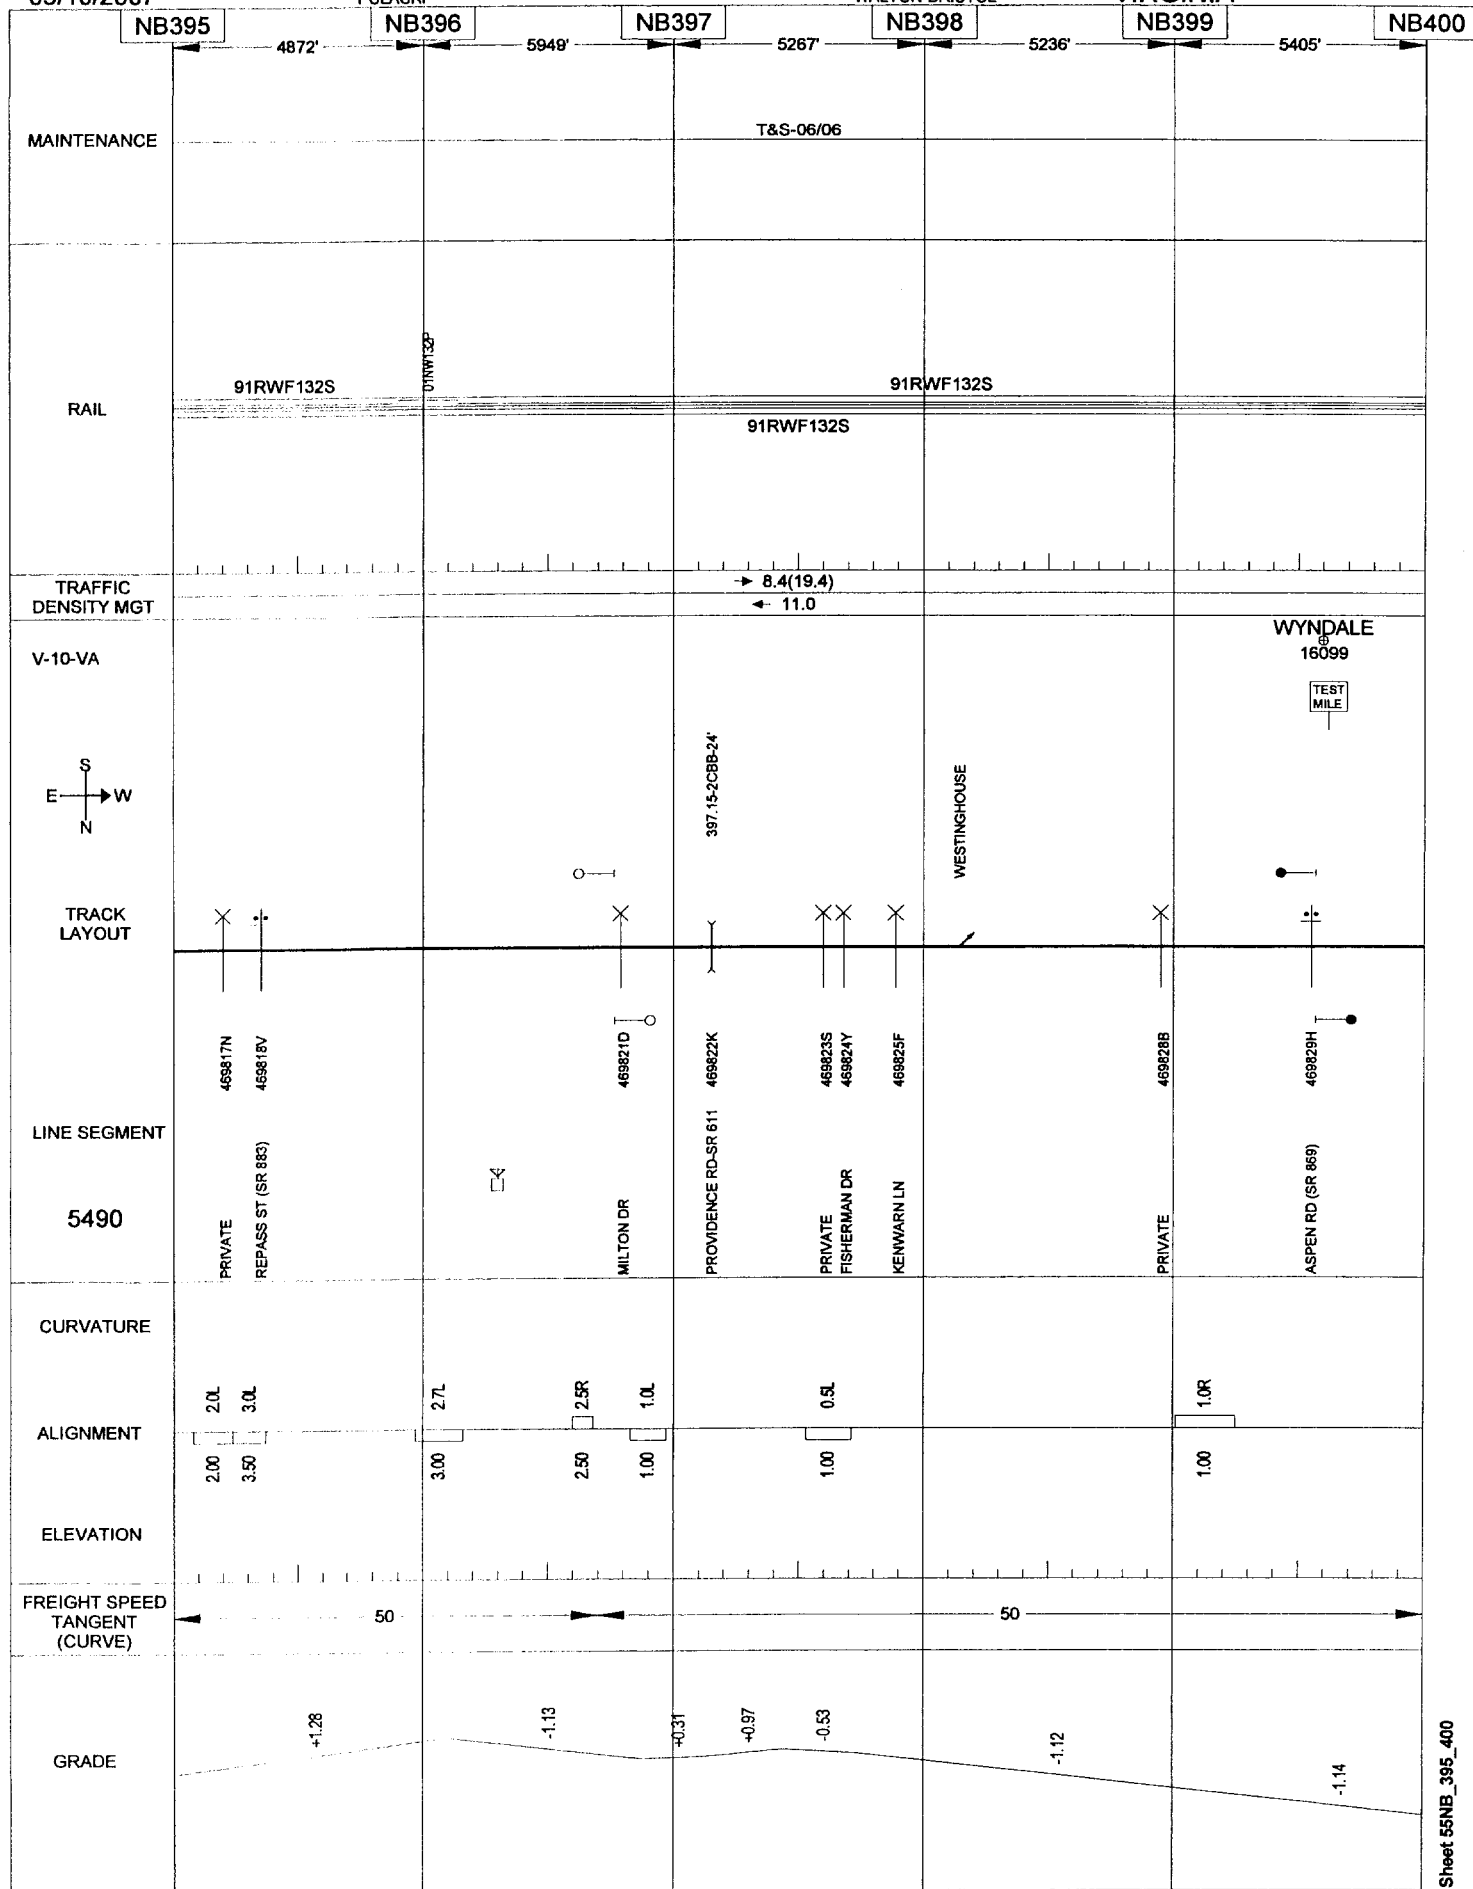 NB395 NB396 NB397 NB398 NB399 NB400
4872' 5949' 5267' 5236' 5405'
MAINTENANCE
T&S-06/06
RAIL
91RWF132S
01NW132P
91RWF132S
91RWF132S
TRAFFIC
DENSITY MGT
8.4(19.4)
11.0
V-10-VA
WYNDALE
16099
TEST
MILE
S
E W
N
397.15-2CBB-24'
WESTINGHOUSE
TRACK
LAYOUT
469817N
469818V
469821D
469822K
469823S
469824Y
469825F
469828B
469829H
LINE SEGMENT
5490
PRIVATE
REPASS ST (SR 883)
MILTON DR
PROVIDENCE RD-SR 611
PRIVATE
FISHERMAN DR
KENWARN LN
PRIVATE
ASPEN RD (SR 869)
CURVATURE
2.0L 3.0L 2.7L 2.5R 1.0L 0.5L 1.0R
ALIGNMENT
2.00 3.50 3.00 2.50 1.00 1.00 1.00
ELEVATION
FREIGHT SPEED
TANGENT
(CURVE)
50 50
GRADE
+1.28 -1.13 +0.31 +0.97 -0.53 -1.12 -1.14
Sheet 55NB_395_400